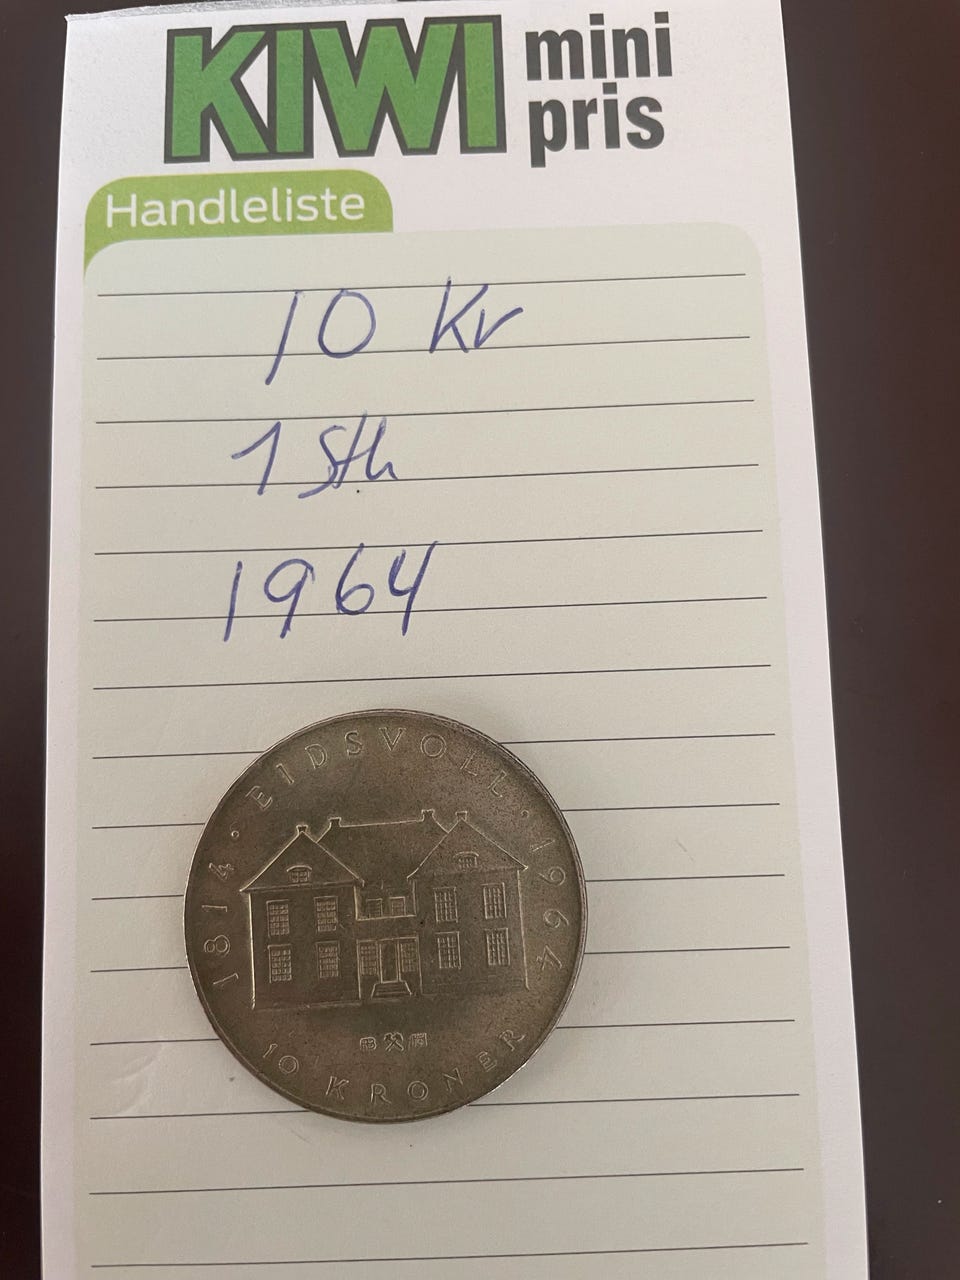 KIWI mini pris
Handleliste
10 Kr
1 Stk
1964
1814 · EIDSVOLL · 1964
10 KRONER